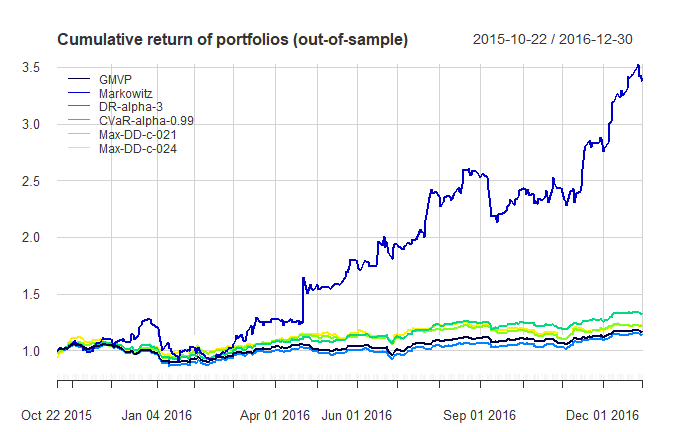 Cumulative return of portfolios (out-of-sample) 2015-10-22 / 2016-12-30
3.5
GMVP
Markowitz
DR-alpha-3
CVaR-alpha-0.99
Max-DD-c-021
Max-DD-c-024
3.0
2.5
2.0
1.5
1.0
Oct 22 2015 Jan 04 2016 Apr 01 2016 Jun 01 2016 Sep 01 2016 Dec 01 2016